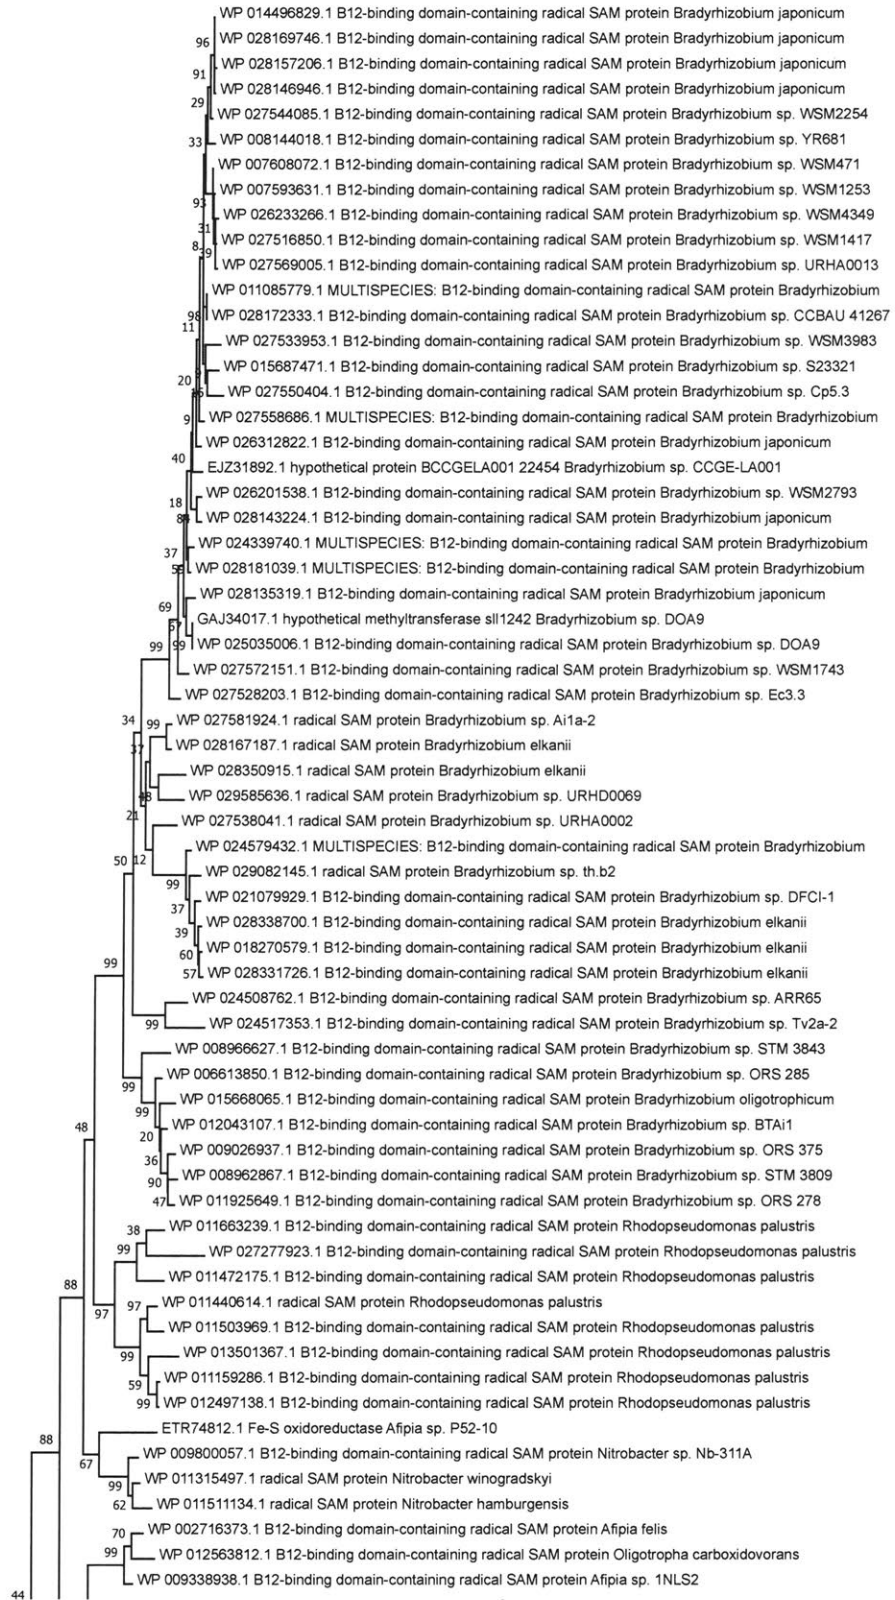 WP 014496829.1 B12-binding domain-containing radical SAM protein Bradyrhizobium japonicum
WP 028169746.1 B12-binding domain-containing radical SAM protein Bradyrhizobium japonicum
96
WP 028157206.1 B12-binding domain-containing radical SAM protein Bradyrhizobium japonicum
91
WP 028146946.1 B12-binding domain-containing radical SAM protein Bradyrhizobium japonicum
29
WP 027544085.1 B12-binding domain-containing radical SAM protein Bradyrhizobium sp. WSM2254
33
WP 008144018.1 B12-binding domain-containing radical SAM protein Bradyrhizobium sp. YR681
WP 007608072.1 B12-binding domain-containing radical SAM protein Bradyrhizobium sp. WSM471
WP 007593631.1 B12-binding domain-containing radical SAM protein Bradyrhizobium sp. WSM1253
93
WP 026233266.1 B12-binding domain-containing radical SAM protein Bradyrhizobium sp. WSM4349
31
WP 027516850.1 B12-binding domain-containing radical SAM protein Bradyrhizobium sp. WSM1417
8
39
WP 027569005.1 B12-binding domain-containing radical SAM protein Bradyrhizobium sp. URHA0013
WP 011085779.1 MULTISPECIES: B12-binding domain-containing radical SAM protein Bradyrhizobium
98
WP 028172333.1 B12-binding domain-containing radical SAM protein Bradyrhizobium sp. CCBAU 41267
11
WP 027533953.1 B12-binding domain-containing radical SAM protein Bradyrhizobium sp. WSM3983
WP 015687471.1 B12-binding domain-containing radical SAM protein Bradyrhizobium sp. S23321
20
WP 027550404.1 B12-binding domain-containing radical SAM protein Bradyrhizobium sp. Cp5.3
WP 027558686.1 MULTISPECIES: B12-binding domain-containing radical SAM protein Bradyrhizobium
9
WP 026312822.1 B12-binding domain-containing radical SAM protein Bradyrhizobium japonicum
40
EJZ31892.1 hypothetical protein BCCGELA001 22454 Bradyrhizobium sp. CCGE-LA001
WP 026201538.1 B12-binding domain-containing radical SAM protein Bradyrhizobium sp. WSM2793
18
WP 028143224.1 B12-binding domain-containing radical SAM protein Bradyrhizobium japonicum
WP 024339740.1 MULTISPECIES: B12-binding domain-containing radical SAM protein Bradyrhizobium
37
WP 028181039.1 MULTISPECIES: B12-binding domain-containing radical SAM protein Bradyrhizobium
WP 028135319.1 B12-binding domain-containing radical SAM protein Bradyrhizobium japonicum
69
GAJ34017.1 hypothetical methyltransferase sll1242 Bradyrhizobium sp. DOA9
57
WP 025035006.1 B12-binding domain-containing radical SAM protein Bradyrhizobium sp. DOA9
99 99
WP 027572151.1 B12-binding domain-containing radical SAM protein Bradyrhizobium sp. WSM1743
WP 027528203.1 B12-binding domain-containing radical SAM protein Bradyrhizobium sp. Ec3.3
34 99
WP 027581924.1 radical SAM protein Bradyrhizobium sp. Ai1a-2
WP 028167187.1 radical SAM protein Bradyrhizobium elkanii
37
WP 028350915.1 radical SAM protein Bradyrhizobium elkanii
WP 029585636.1 radical SAM protein Bradyrhizobium sp. URHD0069
48
21
WP 027538041.1 radical SAM protein Bradyrhizobium sp. URHA0002
WP 024579432.1 MULTISPECIES: B12-binding domain-containing radical SAM protein Bradyrhizobium
50 12
WP 029082145.1 radical SAM protein Bradyrhizobium sp. th.b2
99
WP 021079929.1 B12-binding domain-containing radical SAM protein Bradyrhizobium sp. DFCI-1
37
WP 028338700.1 B12-binding domain-containing radical SAM protein Bradyrhizobium elkanii
39
WP 018270579.1 B12-binding domain-containing radical SAM protein Bradyrhizobium elkanii
60
99
WP 028331726.1 B12-binding domain-containing radical SAM protein Bradyrhizobium elkanii
57
WP 024508762.1 B12-binding domain-containing radical SAM protein Bradyrhizobium sp. ARR65
99
WP 024517353.1 B12-binding domain-containing radical SAM protein Bradyrhizobium sp. Tv2a-2
WP 008966627.1 B12-binding domain-containing radical SAM protein Bradyrhizobium sp. STM 3843
WP 006613850.1 B12-binding domain-containing radical SAM protein Bradyrhizobium sp. ORS 285
99
WP 015668065.1 B12-binding domain-containing radical SAM protein Bradyrhizobium oligotrophicum
99
WP 012043107.1 B12-binding domain-containing radical SAM protein Bradyrhizobium sp. BTAi1
48
20
WP 009026937.1 B12-binding domain-containing radical SAM protein Bradyrhizobium sp. ORS 375
36
WP 008962867.1 B12-binding domain-containing radical SAM protein Bradyrhizobium sp. STM 3809
90
WP 011925649.1 B12-binding domain-containing radical SAM protein Bradyrhizobium sp. ORS 278
47
WP 011663239.1 B12-binding domain-containing radical SAM protein Rhodopseudomonas palustris
38
99
WP 027277923.1 B12-binding domain-containing radical SAM protein Rhodopseudomonas palustris
WP 011472175.1 B12-binding domain-containing radical SAM protein Rhodopseudomonas palustris
88
WP 011440614.1 radical SAM protein Rhodopseudomonas palustris
97
97
WP 011503969.1 B12-binding domain-containing radical SAM protein Rhodopseudomonas palustris
WP 013501367.1 B12-binding domain-containing radical SAM protein Rhodopseudomonas palustris
99
WP 011159286.1 B12-binding domain-containing radical SAM protein Rhodopseudomonas palustris
59
WP 012497138.1 B12-binding domain-containing radical SAM protein Rhodopseudomonas palustris
99
ETR74812.1 Fe-S oxidoreductase Afipia sp. P52-10
88
WP 009800057.1 B12-binding domain-containing radical SAM protein Nitrobacter sp. Nb-311A
67
WP 011315497.1 radical SAM protein Nitrobacter winogradskyi
99
WP 011511134.1 radical SAM protein Nitrobacter hamburgensis
62
WP 002716373.1 B12-binding domain-containing radical SAM protein Afipia felis
70
99
WP 012563812.1 B12-binding domain-containing radical SAM protein Oligotropha carboxidovorans
WP 009338938.1 B12-binding domain-containing radical SAM protein Afipia sp. 1NLS2
44